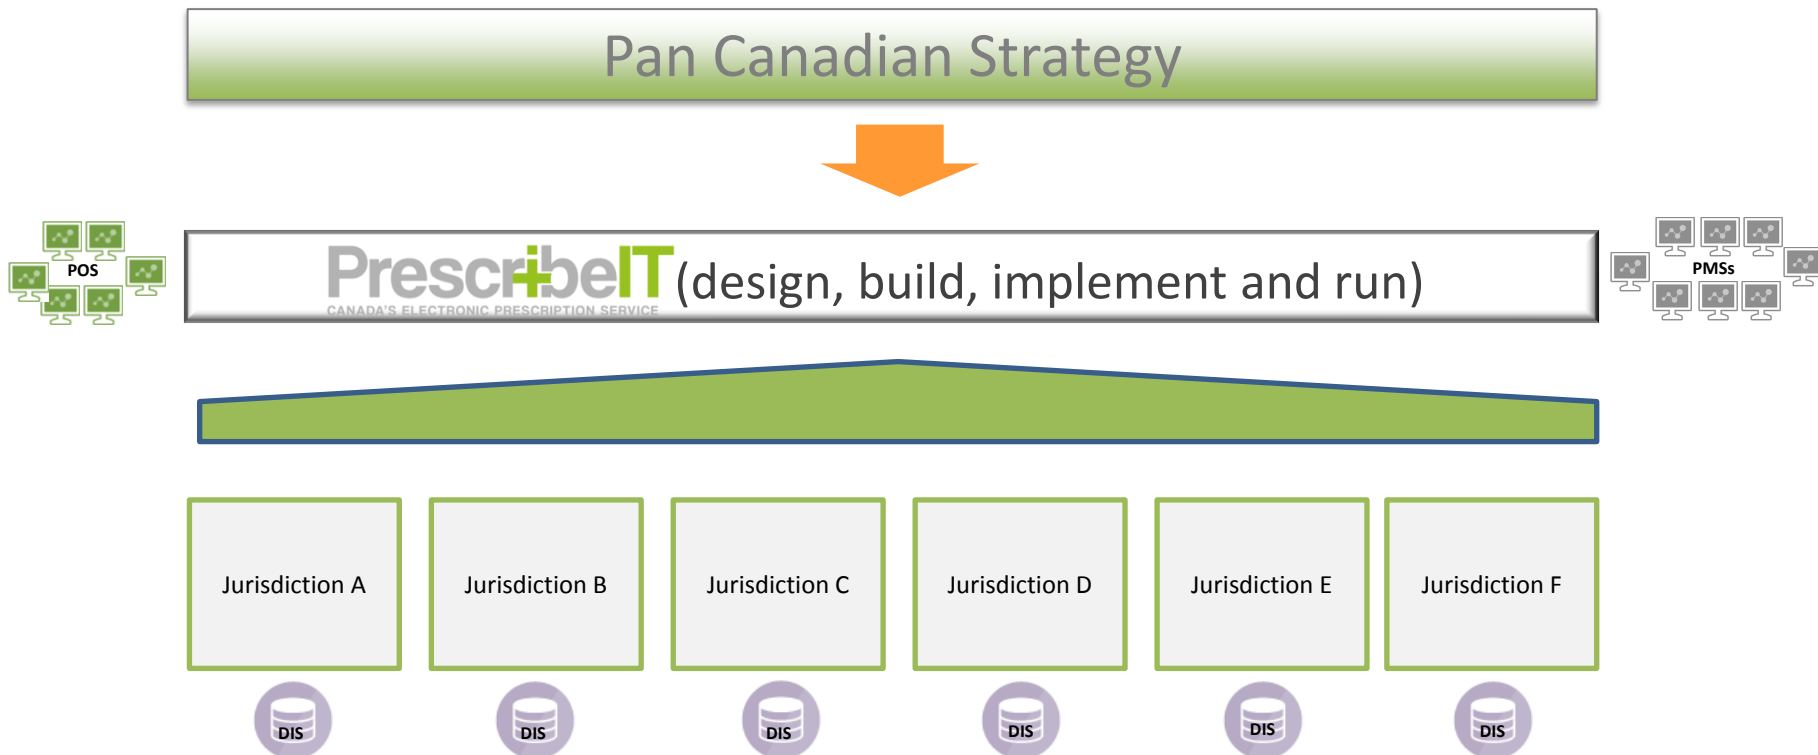 Pan Canadian Strategy
POS
PrescribeIT (design, build, implement and run)
CANADA'S ELECTRONIC PRESCRIPTION SERVICE
PMSs
Jurisdiction A
Jurisdiction B
Jurisdiction C
Jurisdiction D
Jurisdiction E
Jurisdiction F
DIS
DIS
DIS
DIS
DIS
DIS